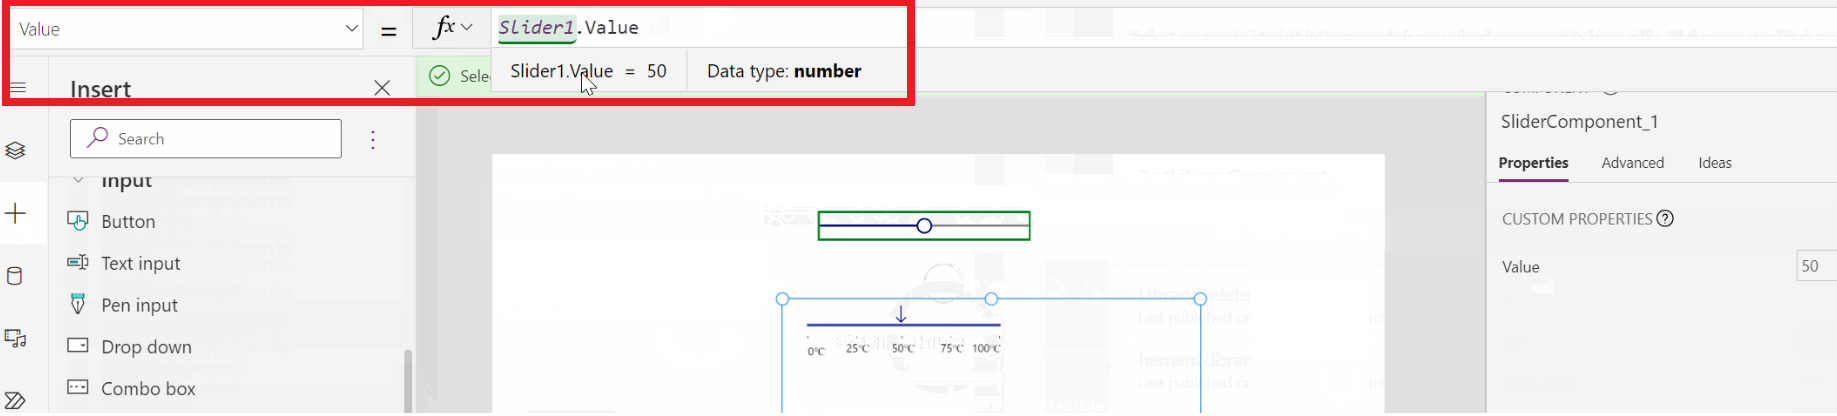 Value
=
fx
Slider1.Value
Slider1.Value = 50
Data type: number
Insert
Search
Input
Button
Text input
Pen input
Drop down
Combo box
0°C 25°C 50°C 75°C 100°C
SliderComponent_1
Properties Advanced Ideas
CUSTOM PROPERTIES
Value 50